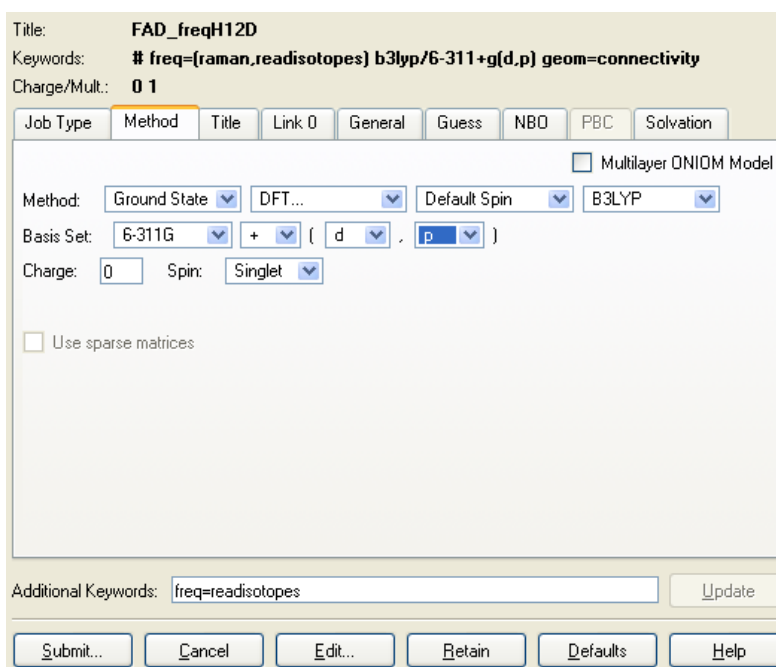 Title: FAD_freqH12D
Keywords: # freq=(raman,readisotopes) b3lyp/6-311+g(d,p) geom=connectivity
Charge/Mult.: 0 1
Job Type Method Title Link 0 General Guess NBO PBC Solvation
Multilayer ONIOM Model
Method: Ground State DFT... Default Spin B3LYP
Basis Set: 6-311G + ( d , p )
Charge: 0 Spin: Singlet
Use sparse matrices
Additional Keywords: freq=readisotopes Update
Submit... Cancel Edit... Retain Defaults Help